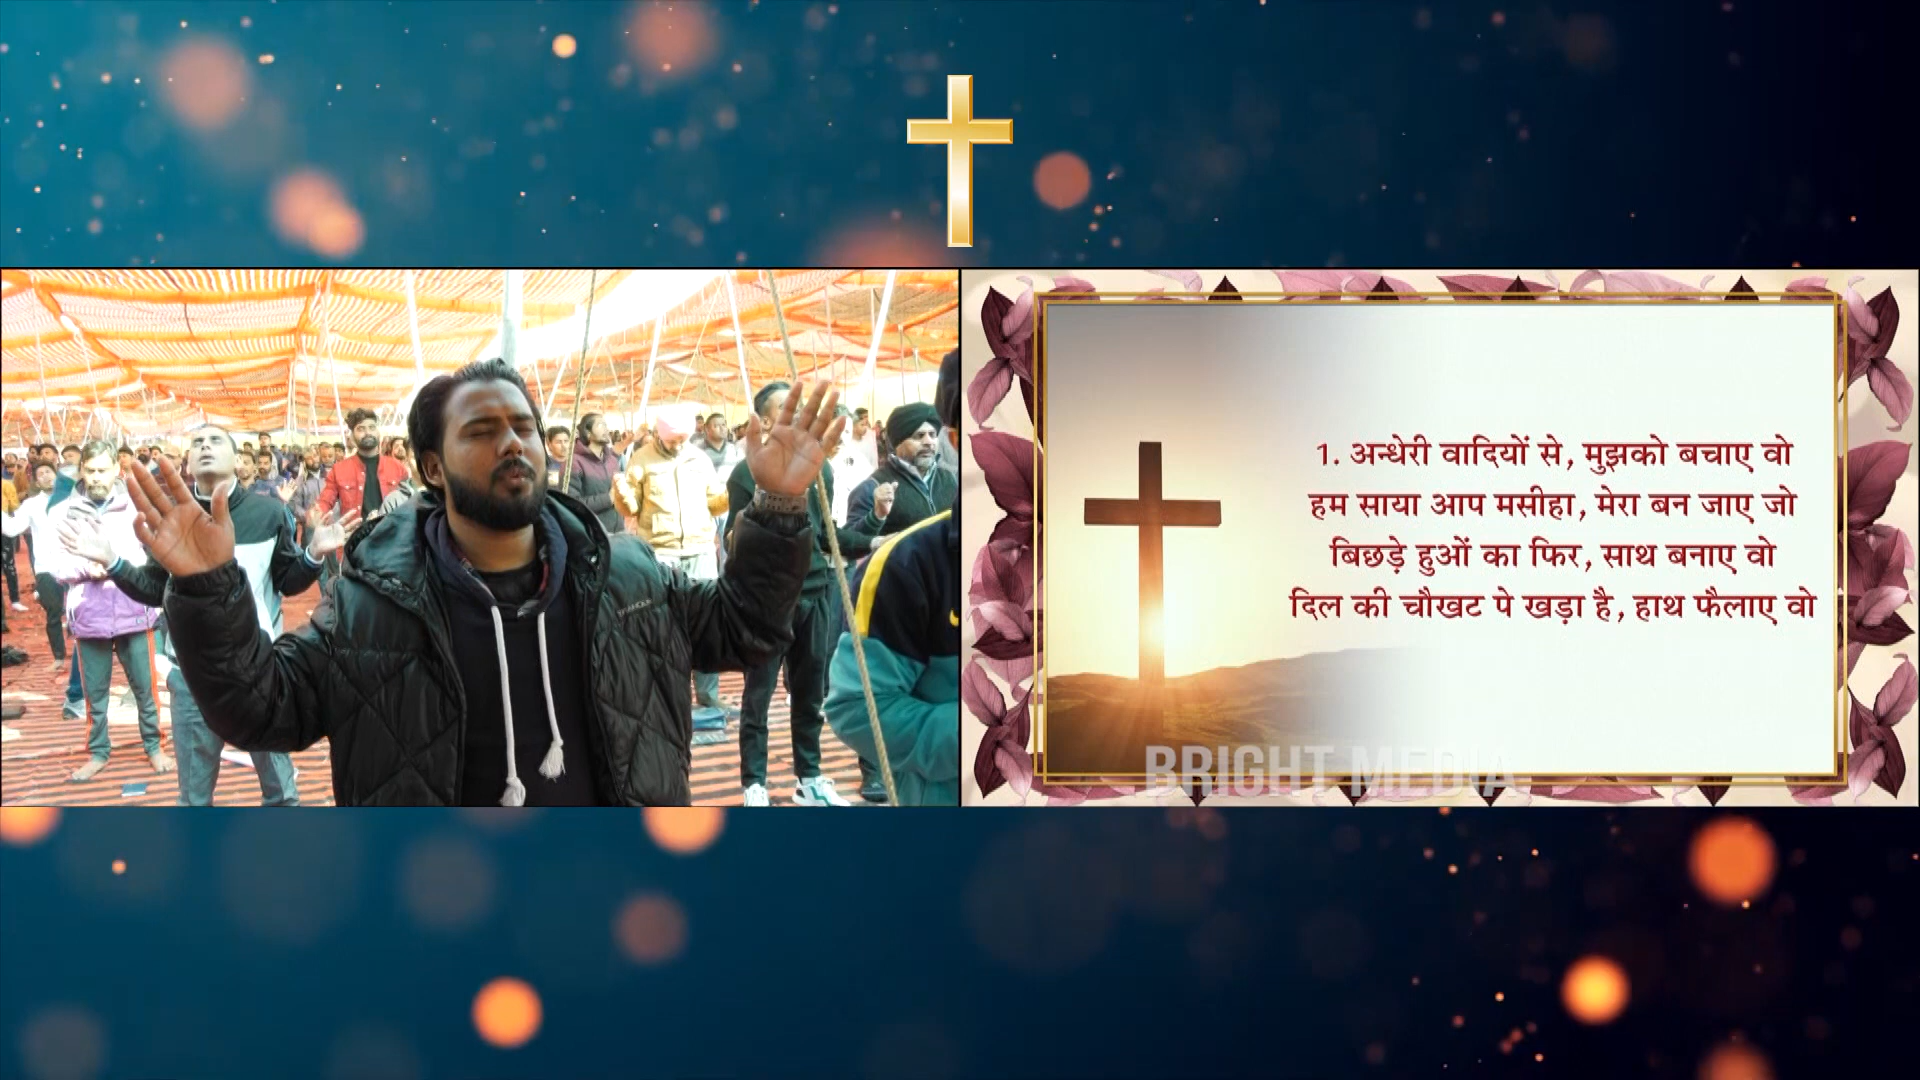 1. अन्धेरी वादियों से, मुझको बचाए वो
हम साया आप मसीहा, मेरा बन जाए जो
बिछड़े हुओं का फिर, साथ बनाए वो
दिल की चौखट पे खड़ा है, हाथ फैलाए वो
BRIGHT MEDIA